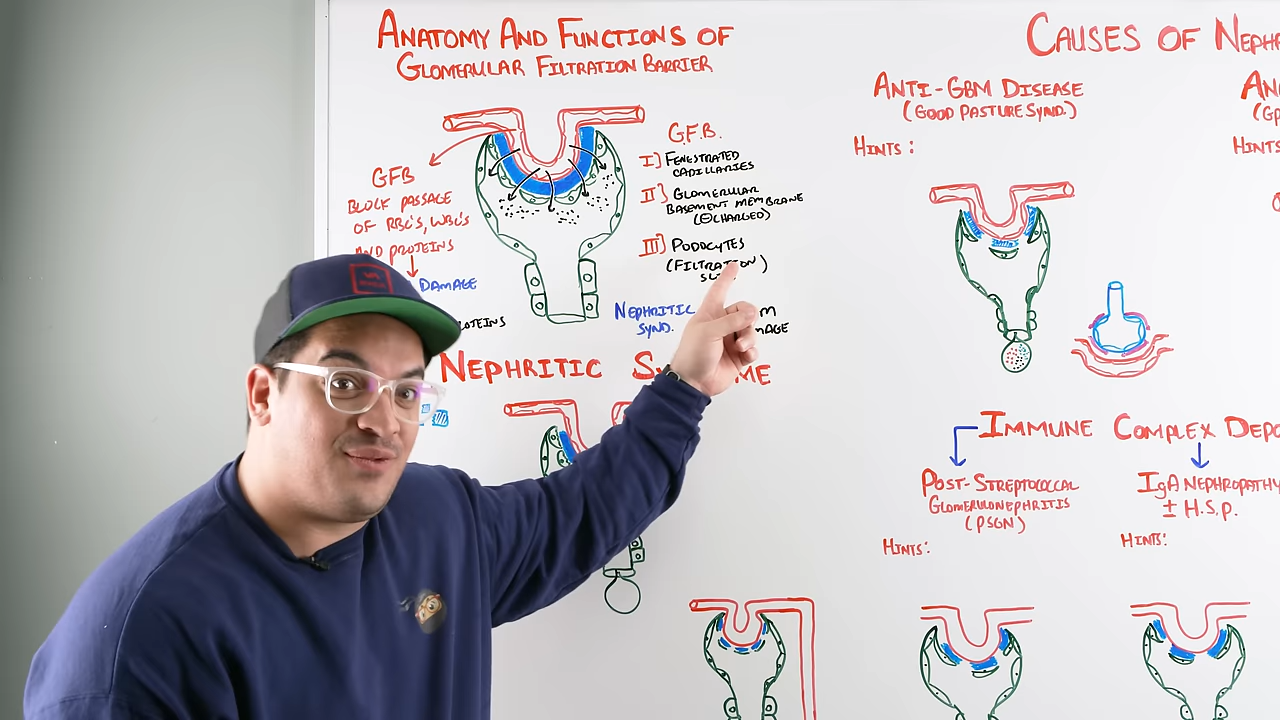 ANATOMY AND FUNCTIONS OF
GLOMERULAR FILTRATION BARRIER
GFB
BLOCK PASSAGE
OF RBC'S, WBC'S
AND PROTEINS
DAMAGE
G.F.B.
I] FENESTRATED
CAPILLARIES
II] GLOMERULAR
BASEMENT MEMBRANE
(⊖CHARGED)
III] PODOCYTES
(FILTRATION)
NEPHRITIC
SYND.
NEPHRITIC
CAUSES OF
ANTI-GBM DISEASE
(GOOD PASTURE SYND.)
HINTS:
HINTS
IMMUNE COMPLEX
POST-STREPTOCOCCAL
GLOMERULONEPHRITIS
(PSGN)
HINTS:
IgA NEPHROPATHY
± H.S.P.
HINTS: